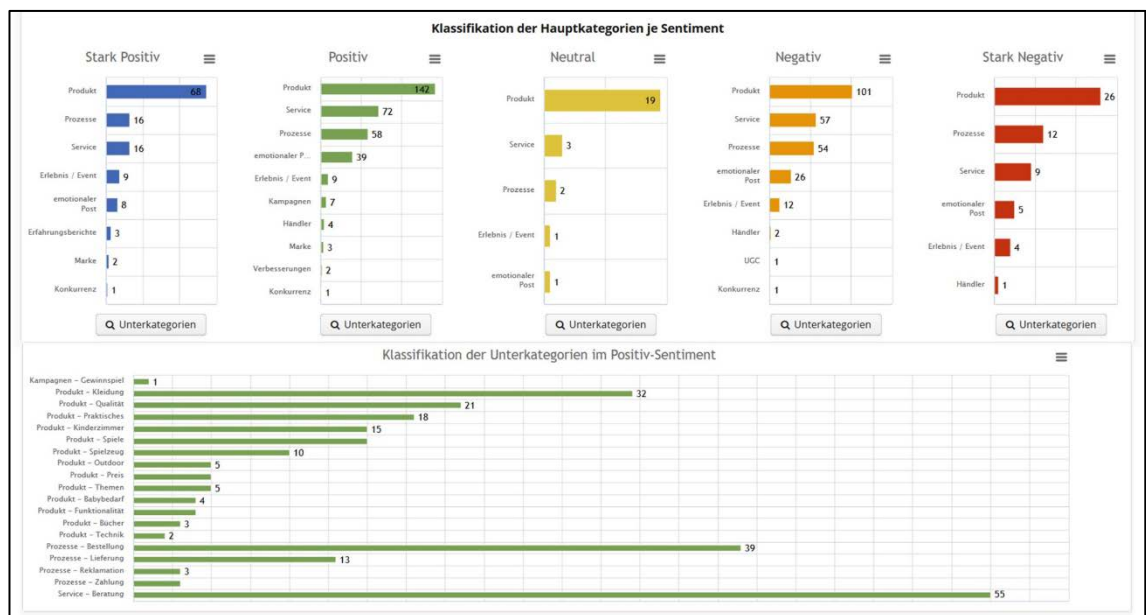 Klassifikation der Hauptkategorien je Sentiment
Stark Positiv
Produkt 68
Prozesse 16
Service 16
Erlebnis / Event 9
emotionaler
Post 8
Erfahrungsberichte 3
Marke 2
Konkurrenz 1
Unterkategorien
Positiv
Produkt 142
Service 72
Prozesse 58
emotionaler P... 39
Erlebnis / Event 9
Kampagnen 7
Händler 4
Marke 3
Verbesserungen 2
Konkurrenz 1
Unterkategorien
Neutral
Produkt 19
Service 3
Prozesse 2
Erlebnis / Event 1
emotionaler
Post 1
Unterkategorien
Negativ
Produkt 101
Service 57
Prozesse 54
emotionaler
Post 26
Erlebnis / Event 12
Händler 2
UGC 1
Konkurrenz 1
Unterkategorien
Stark Negativ
Produkt 26
Prozesse 12
Service 9
emotionaler
Post 5
Erlebnis / Event 4
Händler 1
Unterkategorien
Klassifikation der Unterkategorien im Positiv-Sentiment
Kampagnen – Gewinnspiel 1
Produkt – Kleidung 32
Produkt – Qualität 21
Produkt – Praktisches 18
Produkt – Kinderzimmer 15
Produkt – Spiele
Produkt – Spielzeug 10
Produkt – Outdoor 5
Produkt – Preis
Produkt – Themen 5
Produkt – Babybedarf 4
Produkt – Funktionalität
Produkt – Bücher 3
Produkt – Technik 2
Prozesse – Bestellung 39
Prozesse – Lieferung 13
Prozesse – Reklamation 3
Prozesse – Zahlung
Service – Beratung 55